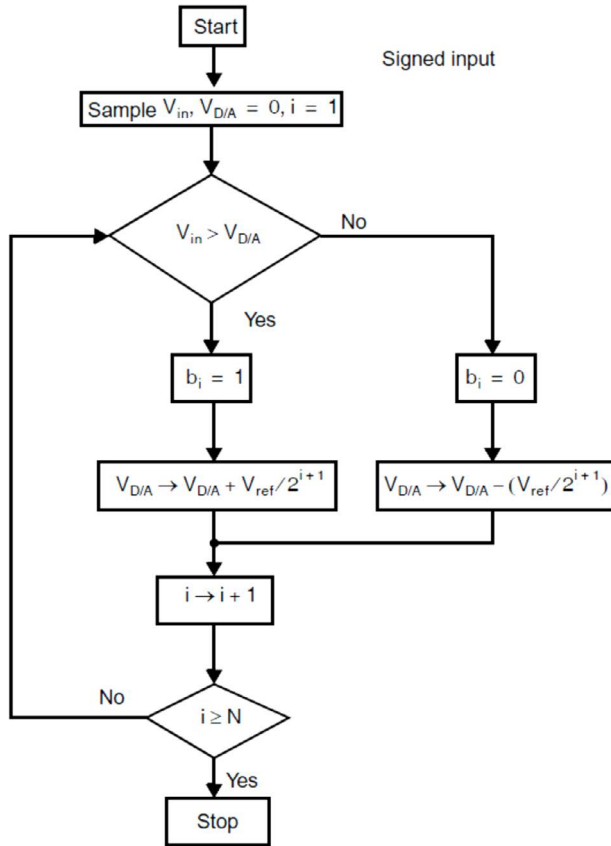 Start
Signed input
Sample V_in, V_D/A = 0, i = 1
V_in > V_D/A
No
Yes
b_i = 1
b_i = 0
V_D/A → V_D/A + V_ref/2^{i+1}
V_D/A → V_D/A − (V_ref/2^{i+1})
i → i + 1
No
i ≥ N
Yes
Stop